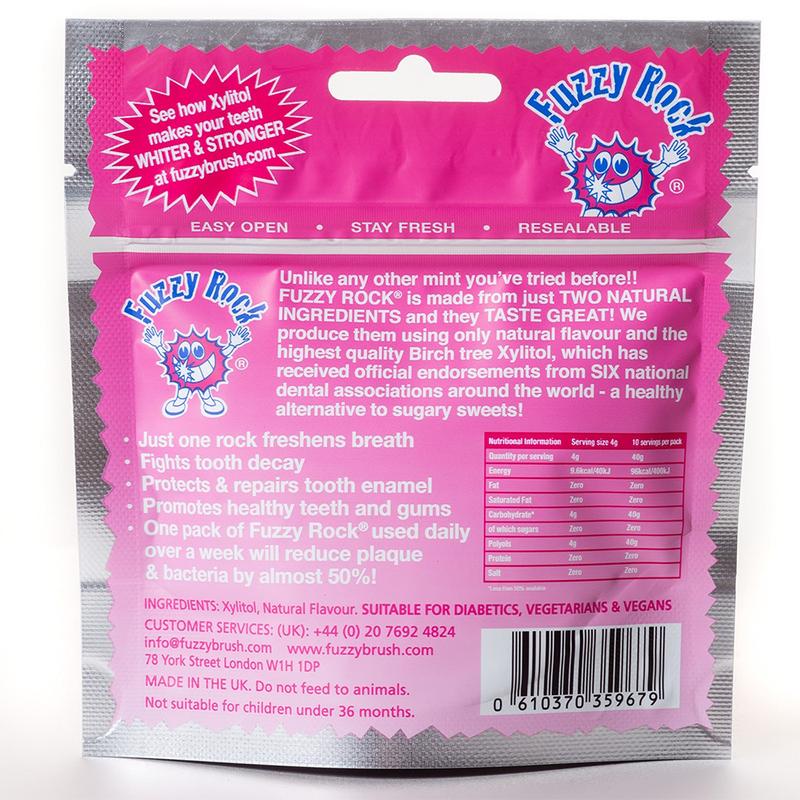 See how Xylitol
makes your teeth
WHITER & STRONGER
at fuzzybrush.com
Fuzzy Rock
®
EASY OPEN • STAY FRESH • RESEALABLE
Fuzzy Rock
®
Unlike any other mint you've tried before!!
FUZZY ROCK® is made from just TWO NATURAL
INGREDIENTS and they TASTE GREAT! We
produce them using only natural flavour and the
highest quality Birch tree Xylitol, which has
received official endorsements from SIX national
dental associations around the world - a healthy
alternative to sugary sweets!
• Just one rock freshens breath
• Fights tooth decay
• Protects & repairs tooth enamel
• Promotes healthy teeth and gums
• One pack of Fuzzy Rock® used daily
over a week will reduce plaque
& bacteria by almost 50%!
Nutritional Information Serving size 4g 10 servings per pack
Quantity per serving 4g 40g
Energy 9.6kcal/40kJ 96kcal/400kJ
Fat Zero Zero
Saturated Fat Zero Zero
Carbohydrate* 4g 40g
of which sugars Zero Zero
Polyols 4g 40g
Protein Zero Zero
Salt Zero Zero
*Less than 50% available
INGREDIENTS: Xylitol, Natural Flavour. SUITABLE FOR DIABETICS, VEGETARIANS & VEGANS
CUSTOMER SERVICES: (UK): +44 (0) 20 7692 4824
info@fuzzybrush.com www.fuzzybrush.com
78 York Street London W1H 1DP
MADE IN THE UK. Do not feed to animals.
Not suitable for children under 36 months.
0 610370 359679